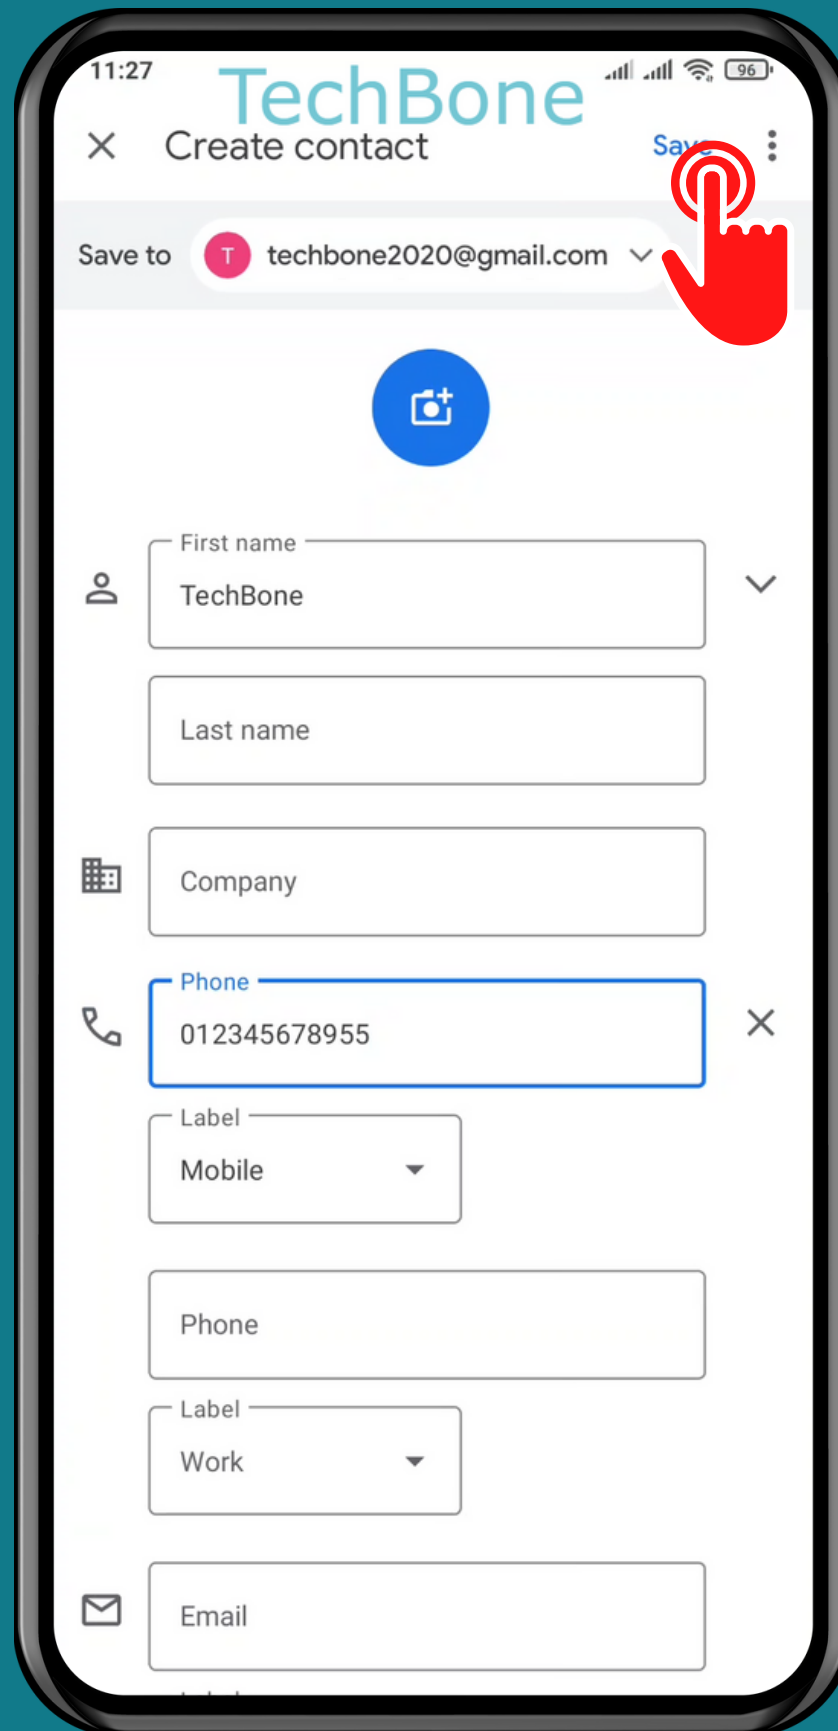 11:27
96
TechBone
Create contact
Save
Save to
T
techbone2020@gmail.com
First name
TechBone
Last name
Company
Phone
012345678955
Label
Mobile
Phone
Label
Work
Email